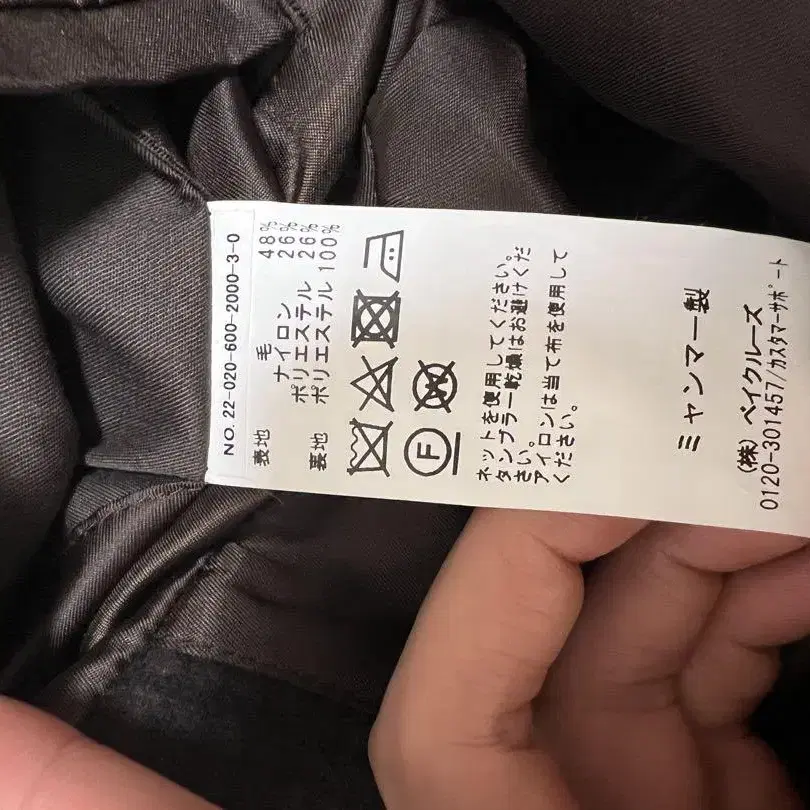 NO. 22-020-600-2000-3-0
表地 毛 48%
ナイロン 26%
ポリエステル 26%
裏地 ポリエステル 100%
F
W
ネットを使用してください。
タンブラー乾燥はお避けくだ
さい。
アイロンは当て布を使用して
ください。
ミャンマー製
(株) ベイクルーズ
0120-301457/カスタマーサポート